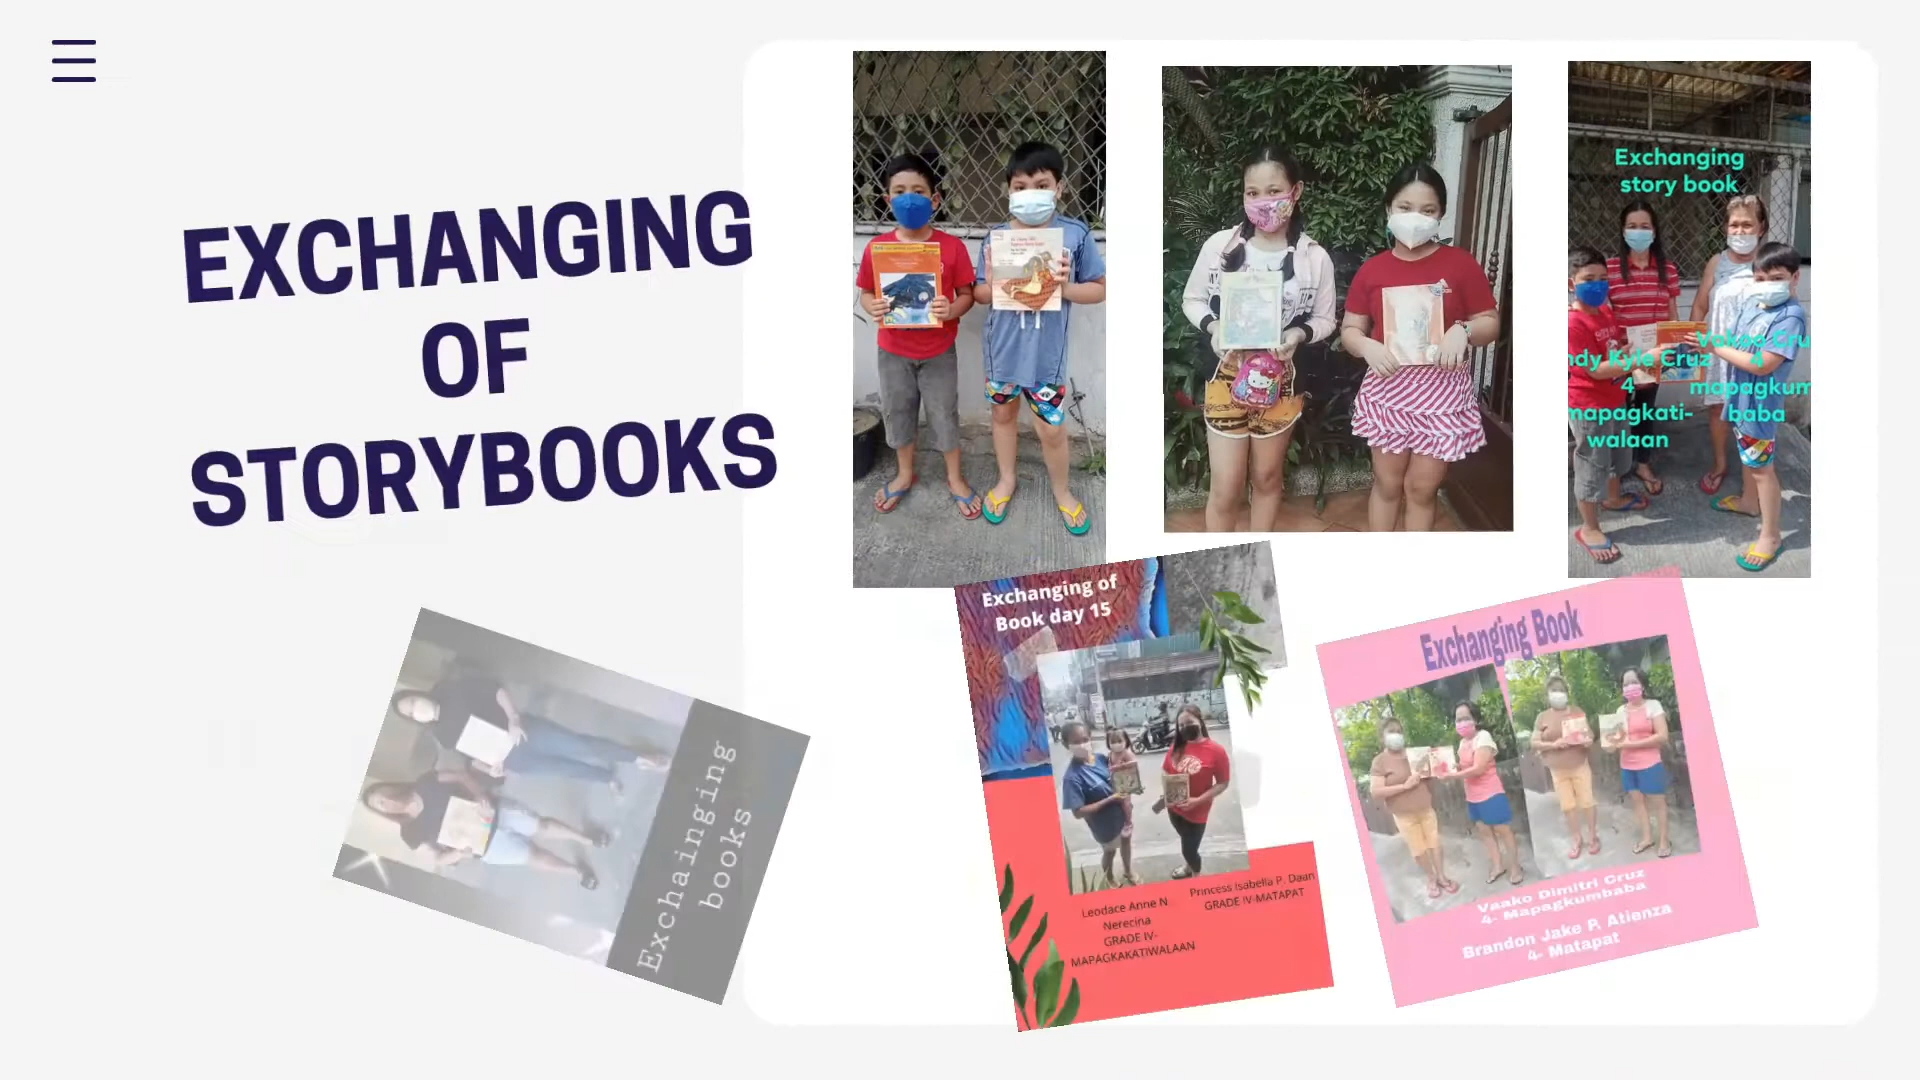 EXCHANGING
OF
STORYBOOKS
Exchanging
story book
Cruz
4
mapagkati-
walaan
4
mapagkum
baba
Exchainging
books
Exchanging of
Book day 15
Leodace Anne N.
Nerecina
GRADE IV-
MAPAGKAKATIWALAAN
Princess Isabella P. Daan
GRADE IV-MATAPAT
Exchanging Book
Vaako Dimitri Cruz
4- Mapagkumbaba
Brandon Jake P. Atienza
4- Matapat